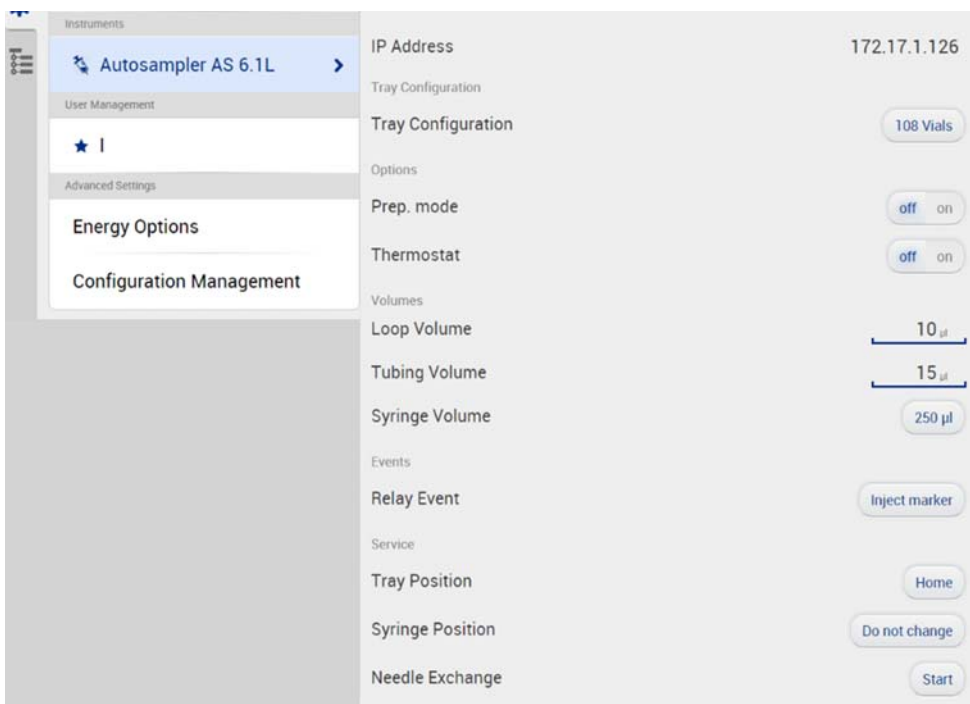 Instruments
Autosampler AS 6.1L
User Management
I
Advanced Settings
Energy Options
Configuration Management
IP Address 172.17.1.126
Tray Configuration
Tray Configuration 108 Vials
Options
Prep. mode off on
Thermostat off on
Volumes
Loop Volume 10 µl
Tubing Volume 15 µl
Syringe Volume 250 µl
Events
Relay Event Inject marker
Service
Tray Position Home
Syringe Position Do not change
Needle Exchange Start